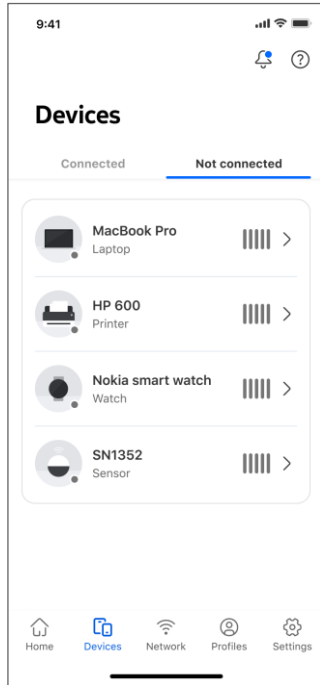 9:41
Devices
Connected
Not connected
MacBook Pro
Laptop
HP 600
Printer
Nokia smart watch
Watch
SN1352
Sensor
Home
Devices
Network
Profiles
Settings